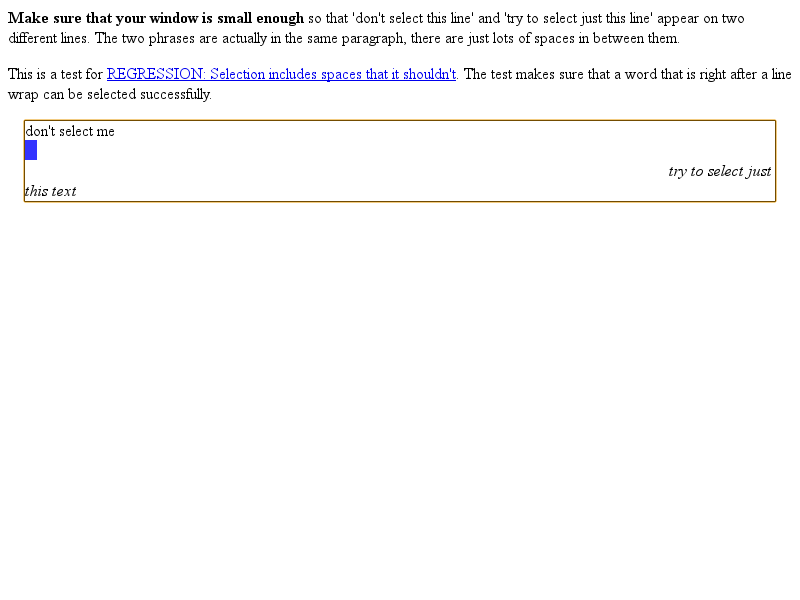 Make sure that your window is small enough so that 'don't select this line' and 'try to select just this line' appear on two
different lines. The two phrases are actually in the same paragraph, there are just lots of spaces in between them.
This is a test for REGRESSION: Selection includes spaces that it shouldn't. The test makes sure that a word that is right after a line
wrap can be selected successfully.
don't select me
try to select just
this text